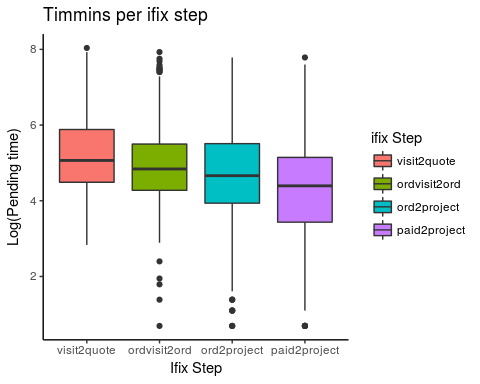 Timmins per ifix step
Log(Pending time)
8
6
4
2
visit2quote
ordvisit2ord
ord2project
paid2project
Ifix Step
ifix Step
visit2quote
ordvisit2ord
ord2project
paid2project